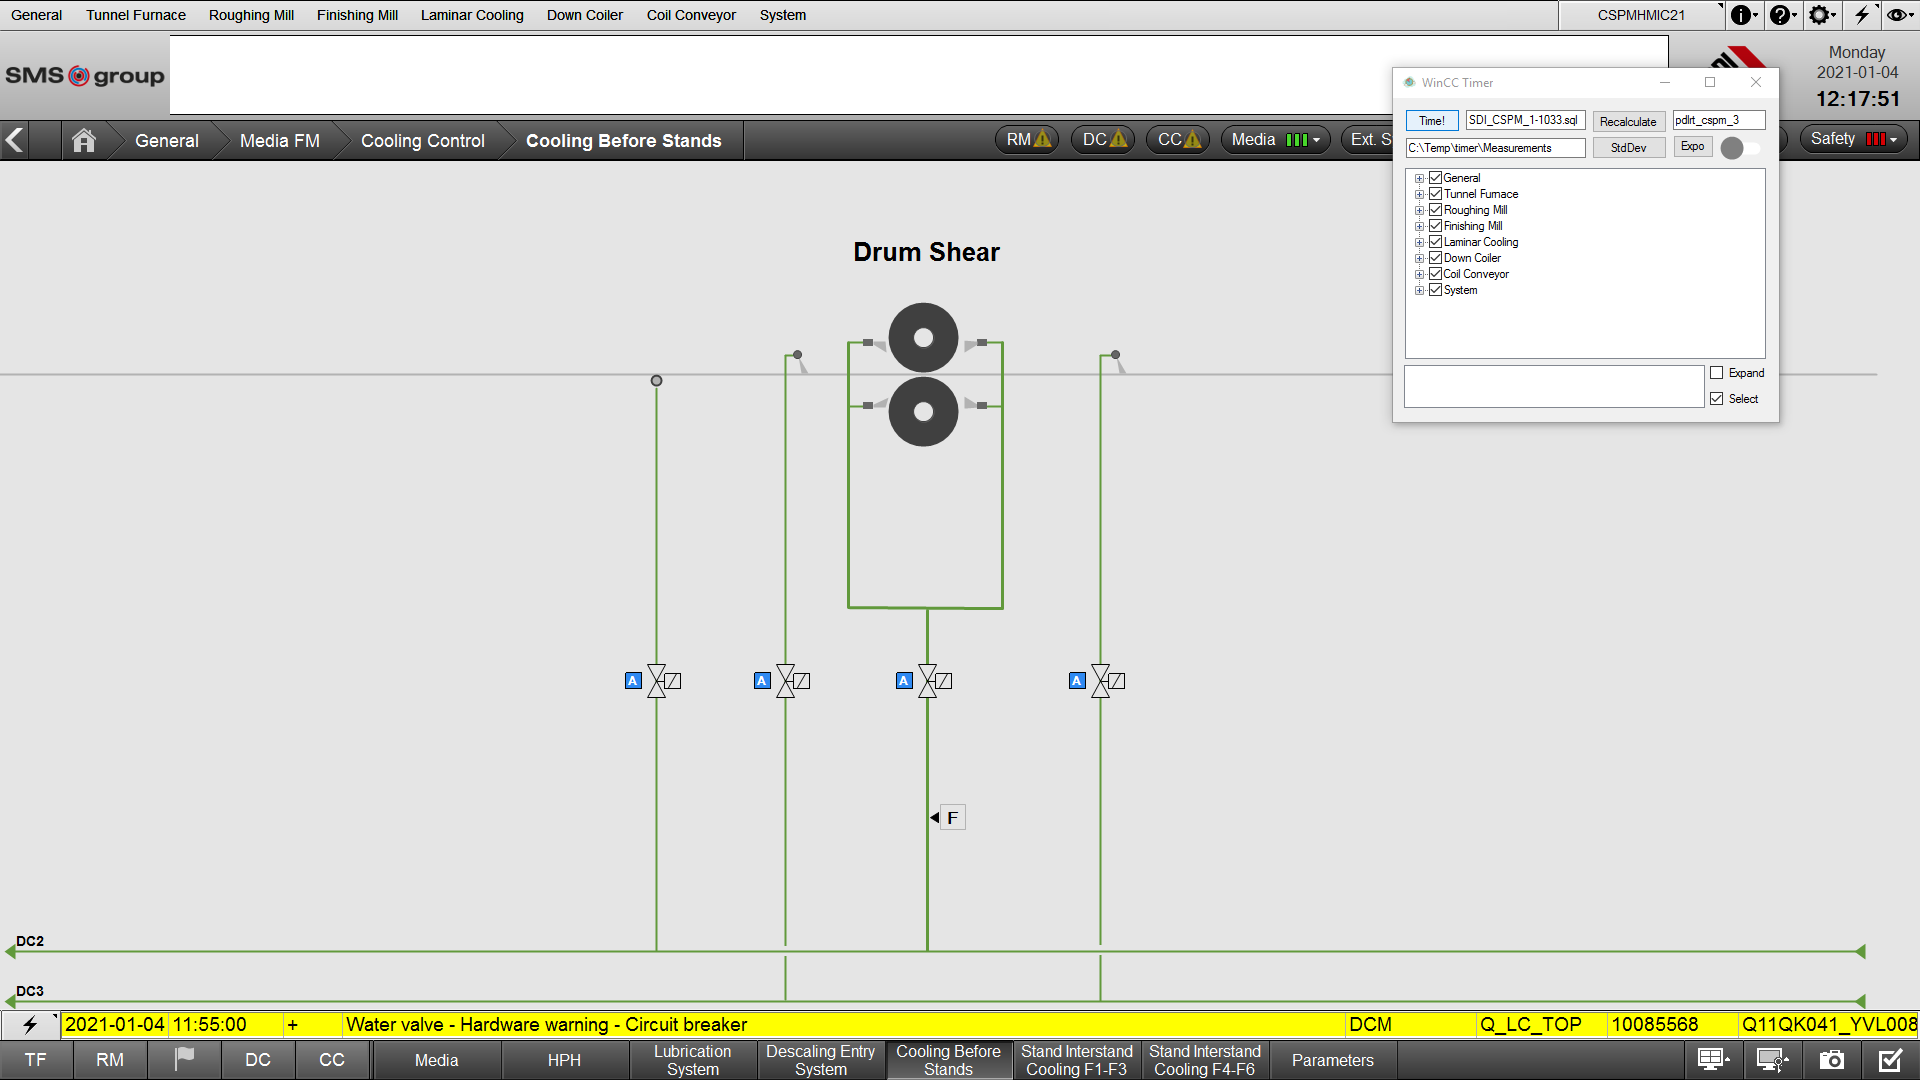 General Tunnel Furnace Roughing Mill Finishing Mill Laminar Cooling Down Coiler Coil Conveyor System CSPMHMIC21
SMS group
Monday
2021-01-04
12:17:51
WinCC Timer
Time! SDI_CSPM_1-1033.sql Recalculate pdlrt_cspm_3
C:\Temp\timer\Measurements StdDev Expo
General
Tunnel Furnace
Roughing Mill
Finishing Mill
Laminar Cooling
Down Coiler
Coil Conveyor
System
Expand
Select
General Media FM Cooling Control Cooling Before Stands RM DC CC Media Ext. S Safety
Drum Shear
A A A A
F
DC2
DC3
2021-01-04 11:55:00 + Water valve - Hardware warning - Circuit breaker DCM Q_LC_TOP 10085568 Q11QK041_YVL008
TF RM DC CC Media HPH Lubrication System Descaling Entry System Cooling Before Stands Stand Interstand Cooling F1-F3 Stand Interstand Cooling F4-F6 Parameters